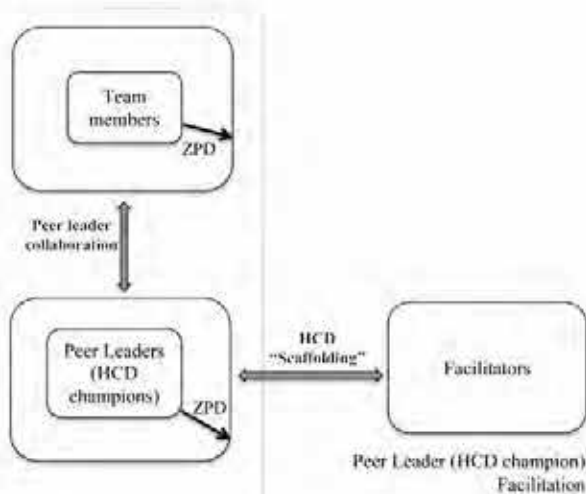 Team
members
ZPD
Peer leader
collaboration
Peer Leaders
(HCD
champions)
ZPD
HCD
“Scaffolding”
Facilitators
Peer Leader (HCD champion)
Facilitation